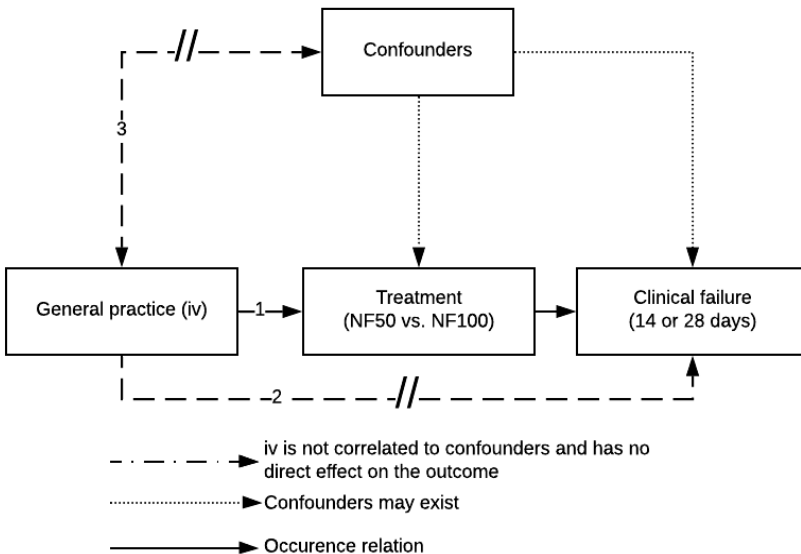 Confounders
3
General practice (iv)
1
Treatment
(NF50 vs. NF100)
Clinical failure
(14 or 28 days)
2
iv is not correlated to confounders and has no
direct effect on the outcome
Confounders may exist
Occurence relation